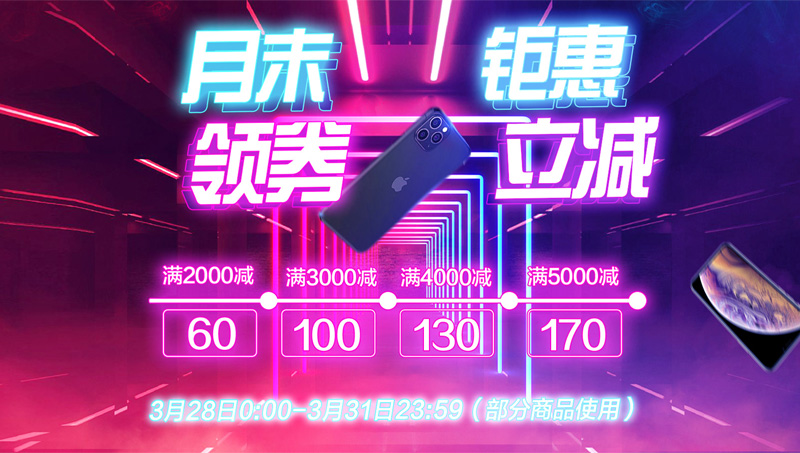 月末 钜惠
领券 立减
满2000减 满3000减 满4000减 满5000减
60 100 130 170
3月28日0:00-3月31日23:59（部分商品使用）